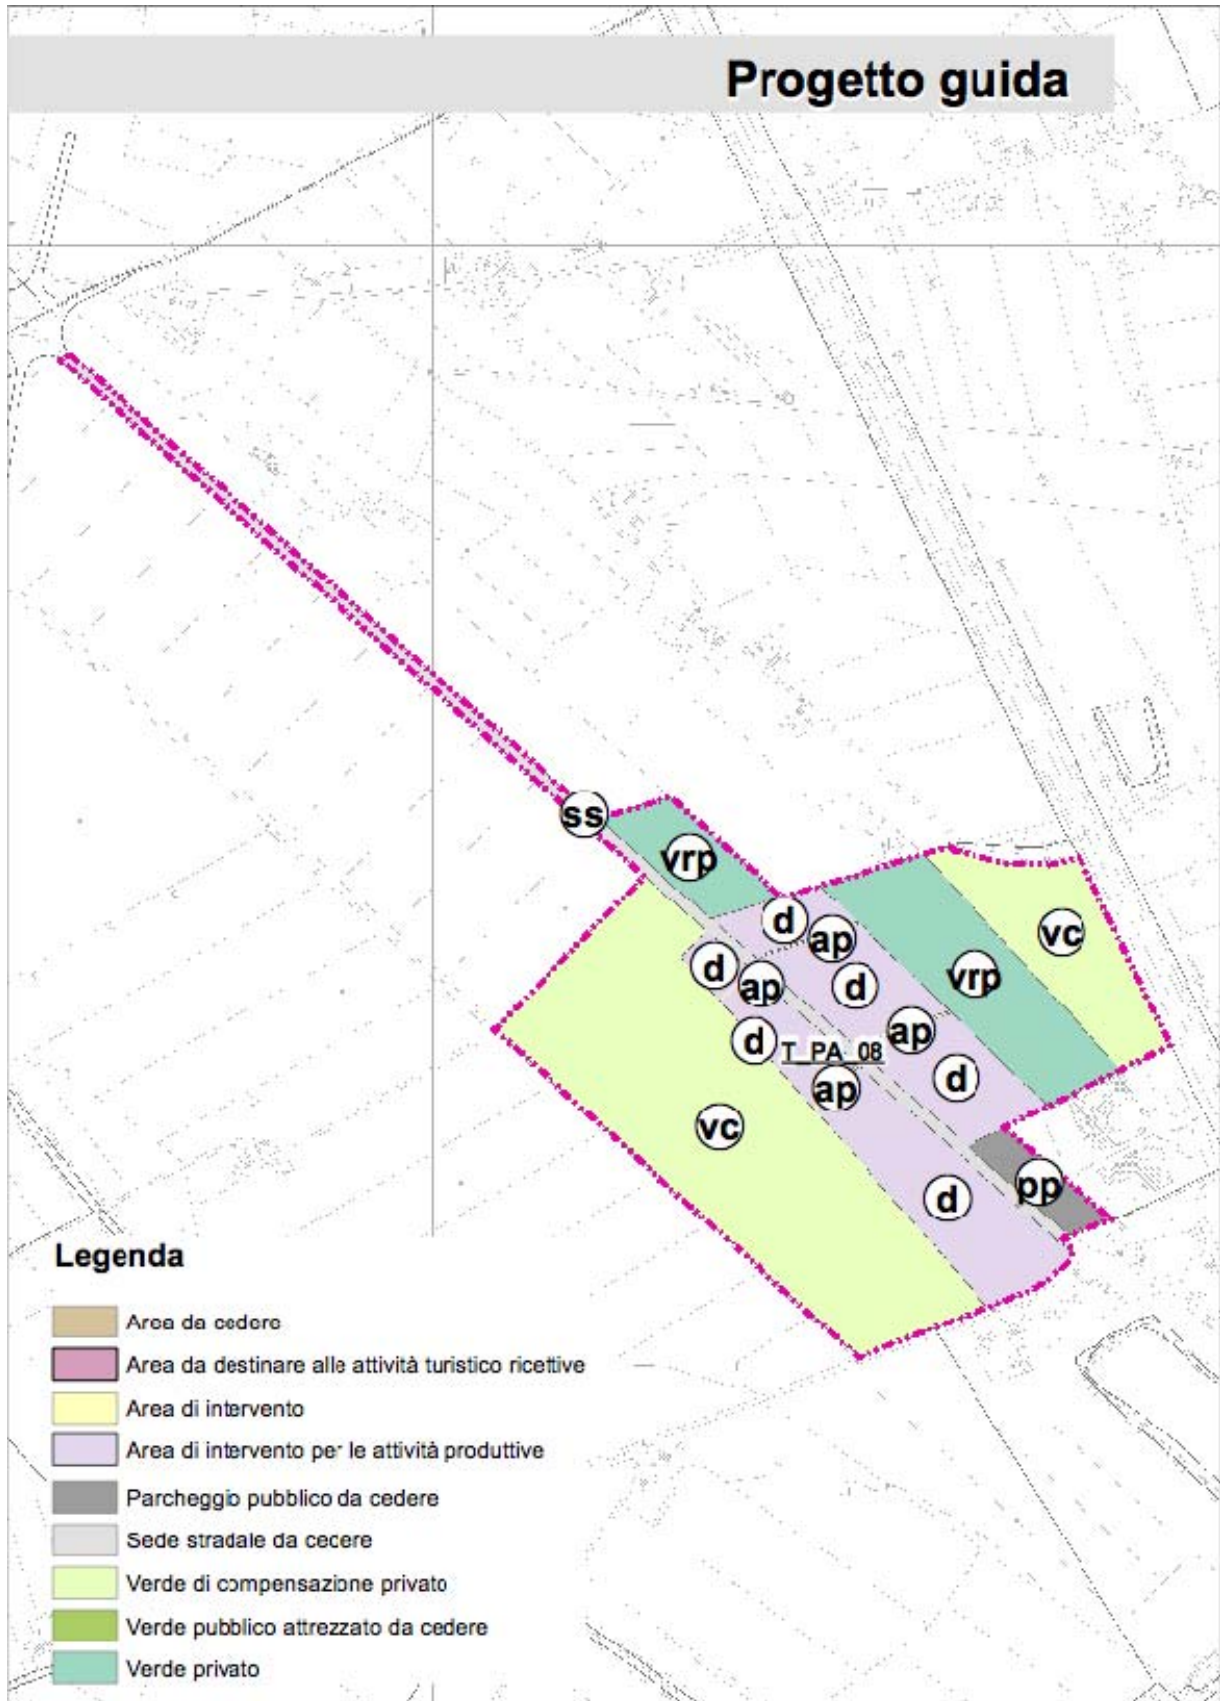 Progetto guida
ss
vrp
d
ap
vc
d
ap
d
vrp
ap
d
T_PA_08
ap
d
vc
pp
d
Legenda
Area da cedere
Area da destinare alle attività turistico ricettive
Area di intervento
Area di intervento per le attività produttive
Parcheggio pubblico da cedere
Sede stradale da cecere
Verde di compensazione privato
Verde pubblico attrezzato da cedere
Verde privato